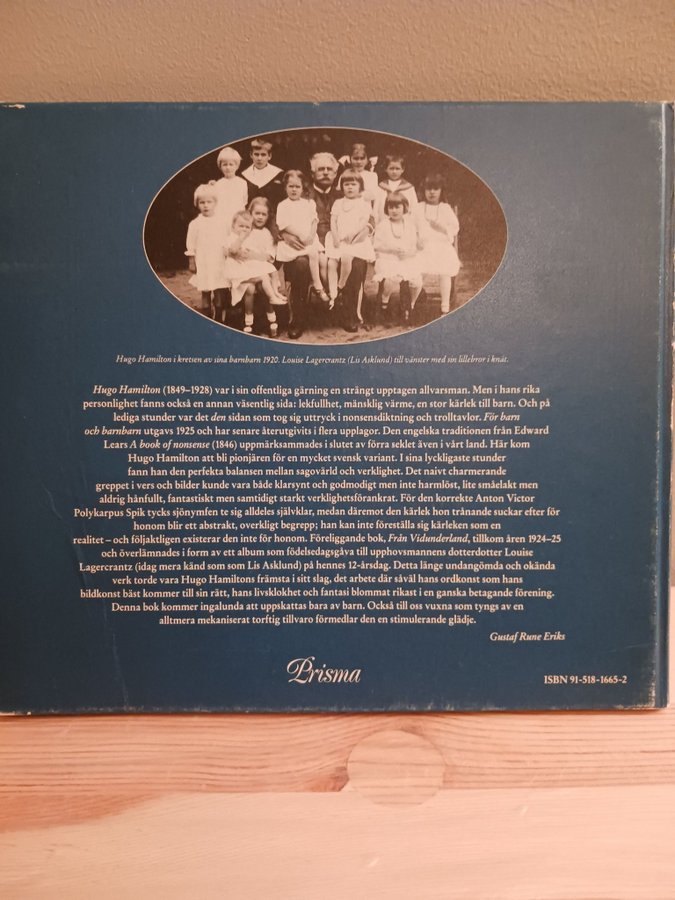 Hugo Hamilton i kretsen av sina barnbarn 1920. Louise Lagercrantz (Lis Asklund) till vänster med sin lillebror i knät.
Hugo Hamilton (1849–1928) var i sin offentliga gärning en strängt upptagen allvarsman. Men i hans rika
personlighet fanns också en annan väsentlig sida: lekfullhet, mänsklig värme, en stor kärlek till barn. Och på
lediga stunder var det den sidan som tog sig uttryck i nonsensdiktning och trolltavlor. För barn
och barnbarn utgavs 1925 och har senare återutgivits i flera upplagor. Den engelska traditionen från Edward
Lears A book of nonsense (1846) uppmärksammades i slutet av förra seklet även i vårt land. Här kom
Hugo Hamilton att bli pionjären för en mycket svensk variant. I sina lyckligaste stunder
fann han den perfekta balansen mellan sagovärld och verklighet. Det naivt charmerande
greppet i vers och bilder kunde vara både klarsynt och godmodigt men inte harmlöst, lite småelakt men
aldrig hånfullt, fantastiskt men samtidigt starkt verklighetsförankrat. För den korrekte Anton Victor
Polykarpus Spik tycks sjönymfen te sig alldeles självklar, medan däremot den kärlek hon trånande suckar efter för
honom blir ett abstrakt, overkligt begrepp; han kan inte föreställa sig kärleken som en
realitet – och följaktligen existerar den inte för honom. Föreliggande bok, Från Vidunderland, tillkom åren 1924–25
och överlämnades i form av ett album som födelsedagsgåva till upphovsmannens dotterdotter Louise
Lagercrantz (idag mera känd som som Lis Asklund) på hennes 12-årsdag. Detta länge undangömda och okända
verk torde vara Hugo Hamiltons främsta i sitt slag, det arbete där såväl hans ordkonst som hans
bildkonst bäst kommer till sin rätt, hans livsklokhet och fantasi blommat rikast i en ganska betagande förening.
Denna bok kommer ingalunda att uppskattas bara av barn. Också till oss vuxna som tyngs av en
alltmera mekaniserat torftig tillvaro förmedlar den en stimulerande glädje.
Gustaf Rune Eriks
Prisma
ISBN 91-518-1665-2